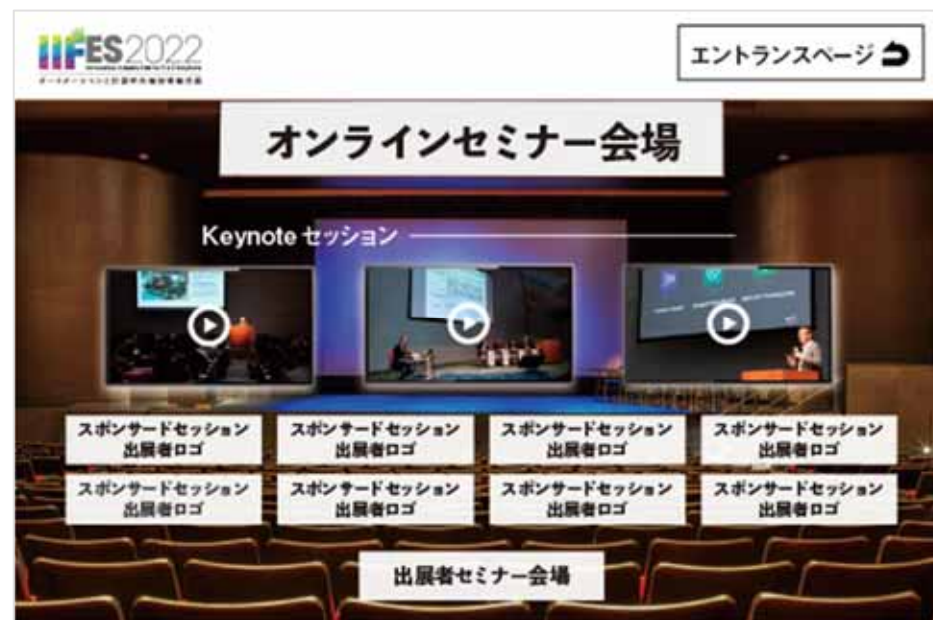 IIFES2022
エントランスページ
オンラインセミナー会場
Keynote セッション
スポンサードセッション
出展者ロゴ
スポンサードセッション
出展者ロゴ
スポンサードセッション
出展者ロゴ
スポンサードセッション
出展者ロゴ
スポンサードセッション
出展者ロゴ
スポンサードセッション
出展者ロゴ
スポンサードセッション
出展者ロゴ
スポンサードセッション
出展者ロゴ
出展者セミナー会場